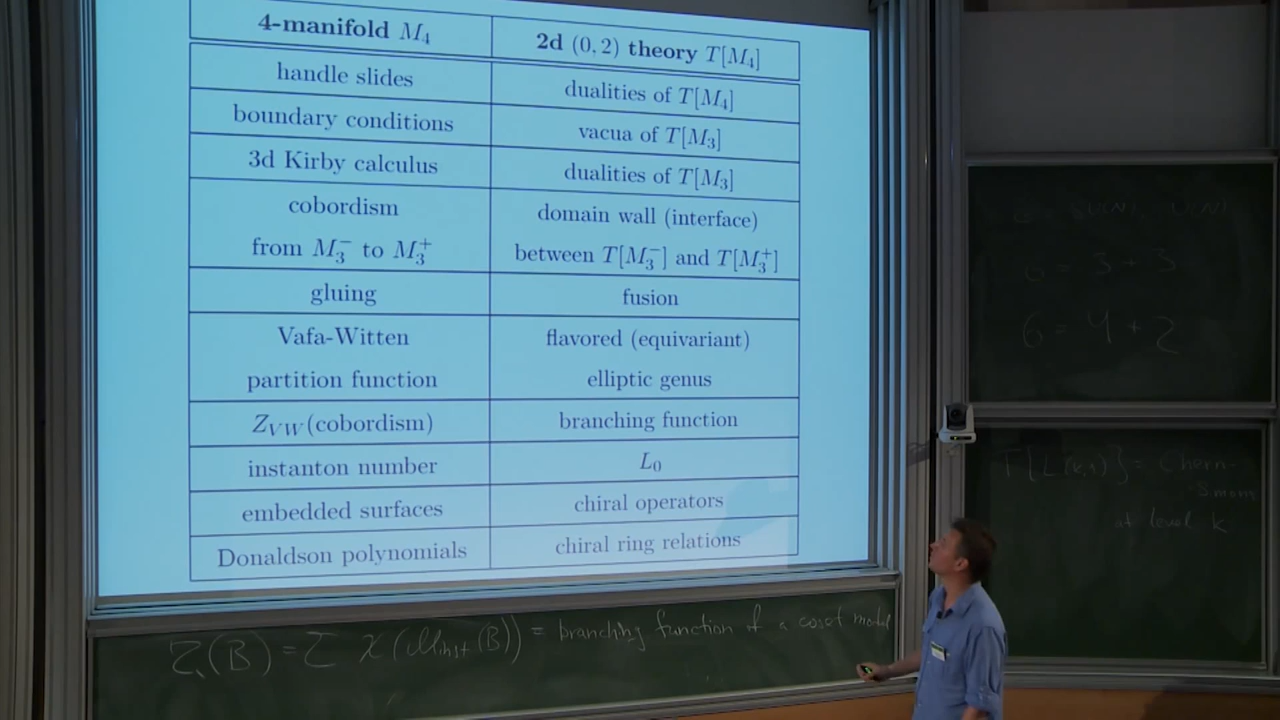 4-manifold M₄ 2d (0, 2) theory T[M₄]
handle slides dualities of T[M₄]
boundary conditions vacua of T[M₃]
3d Kirby calculus dualities of T[M₃]
cobordism domain wall (interface)
from M₃⁻ to M₃⁺ between T[M₃⁻] and T[M₃⁺]
gluing fusion
Vafa-Witten flavored (equivariant)
partition function elliptic genus
Z_VW(cobordism) branching function
instanton number L₀
embedded surfaces chiral operators
Donaldson polynomials chiral ring relations
(B) = Σ χ(M_inst(B)) = branching function of a coset model
6 = 3 + 3
6 = 4 + 2
T[L(k,1)] = Chern-
Simons
at level k